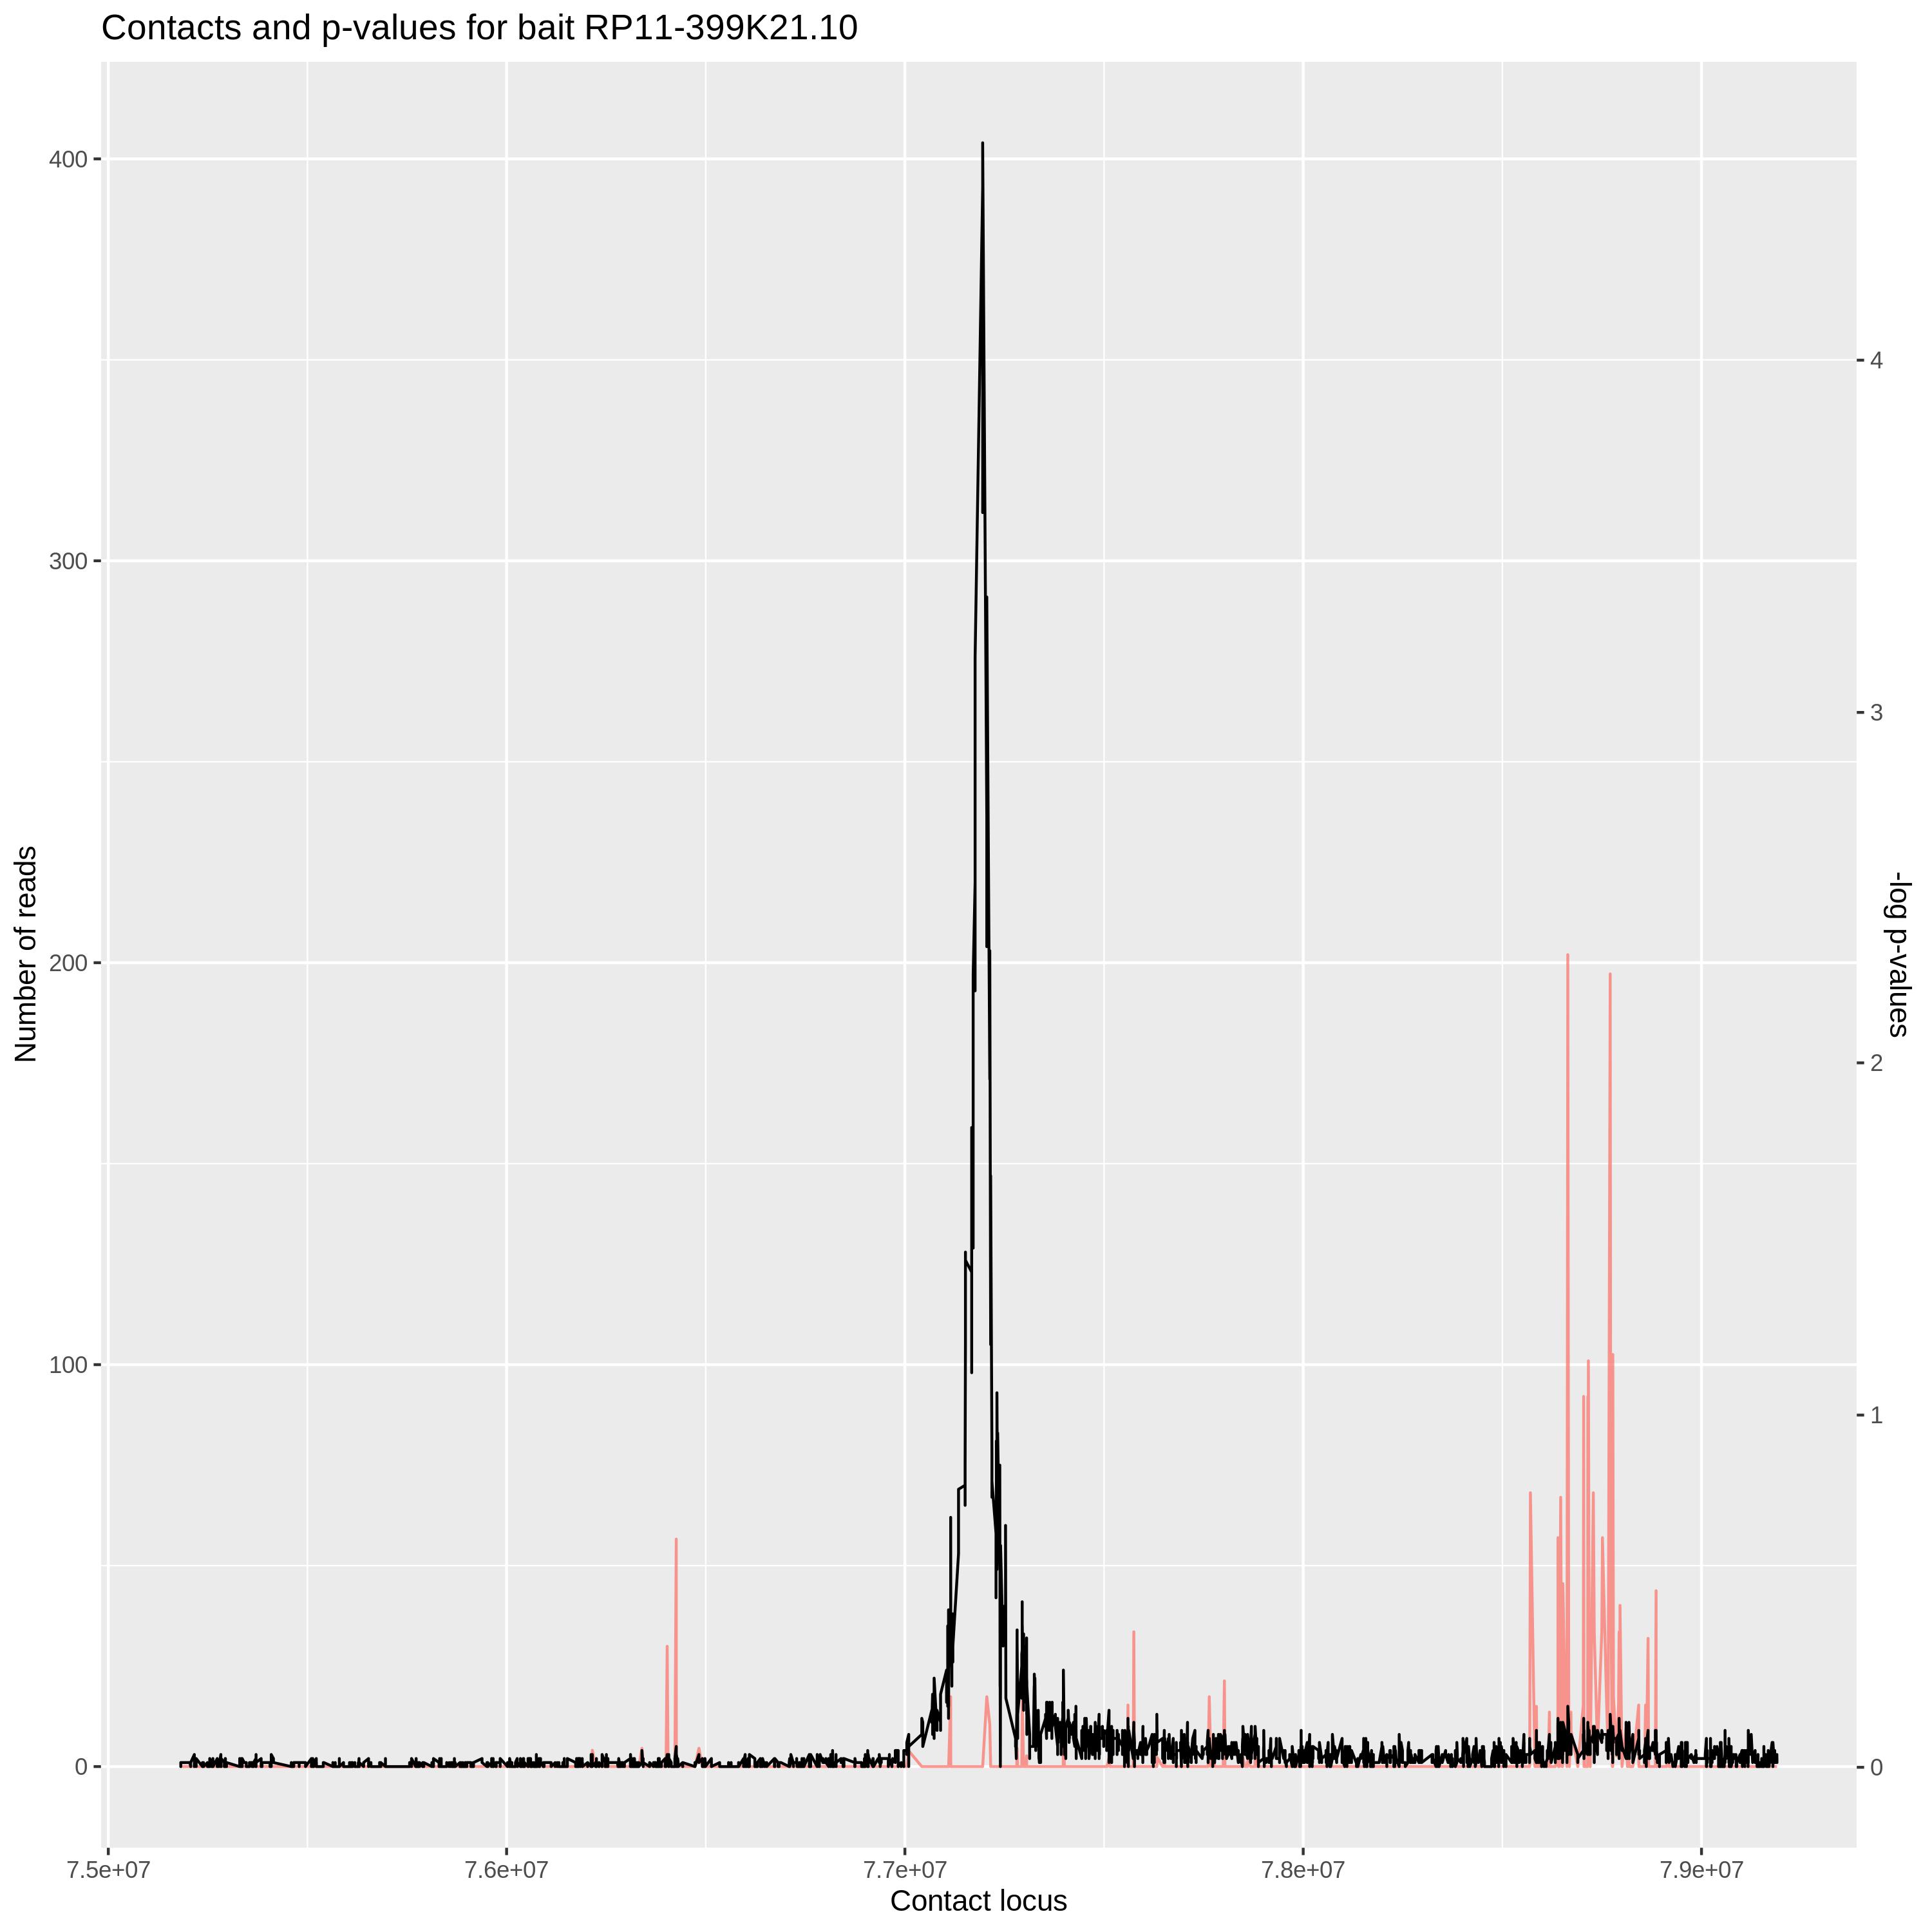 Contacts and p-values for bait RP11-399K21.10
400
300
200
100
0
Number of reads
4
3
2
1
0
-log p-values
7.5e+07
7.6e+07
7.7e+07
7.8e+07
7.9e+07
Contact locus